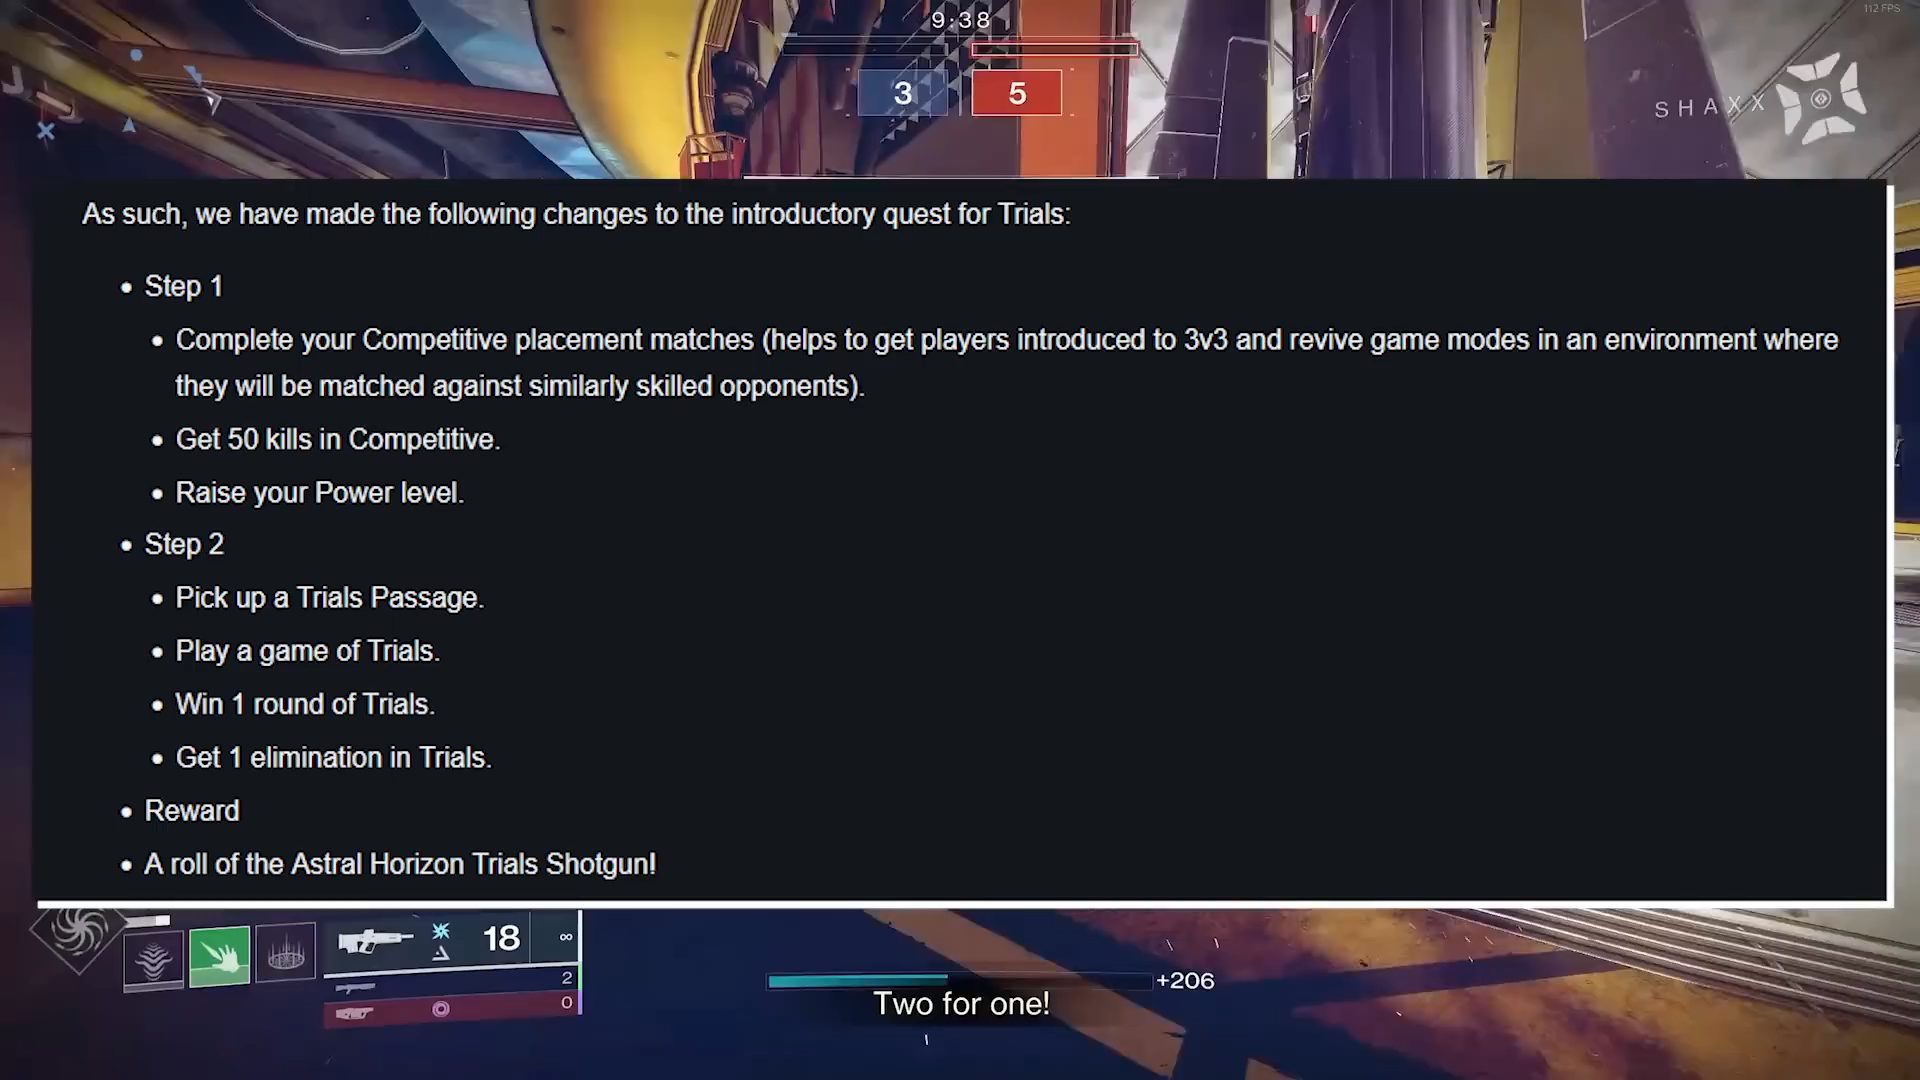 112 FPS
9:38
3 5
SHAXX
As such, we have made the following changes to the introductory quest for Trials:
• Step 1
• Complete your Competitive placement matches (helps to get players introduced to 3v3 and revive game modes in an environment where
they will be matched against similarly skilled opponents).
• Get 50 kills in Competitive.
• Raise your Power level.
• Step 2
• Pick up a Trials Passage.
• Play a game of Trials.
• Win 1 round of Trials.
• Get 1 elimination in Trials.
• Reward
• A roll of the Astral Horizon Trials Shotgun!
18 ∞
2
0
+206
Two for one!